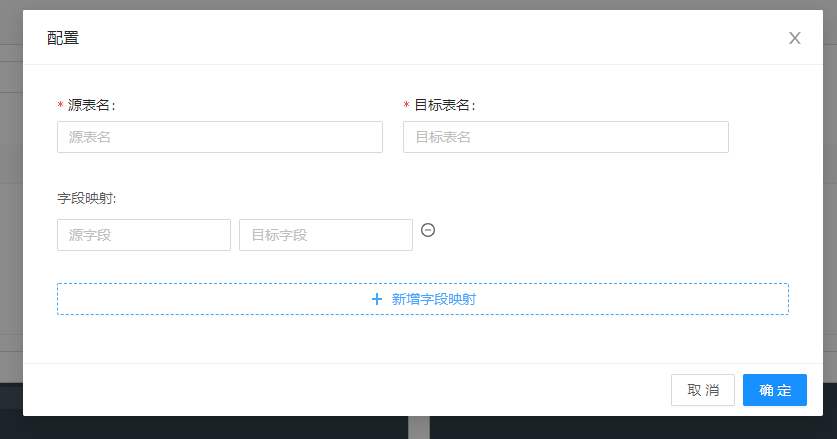 配置
* 源表名: * 目标表名:
源表名 目标表名
字段映射:
源字段 目标字段
+ 新增字段映射
取 消 确 定